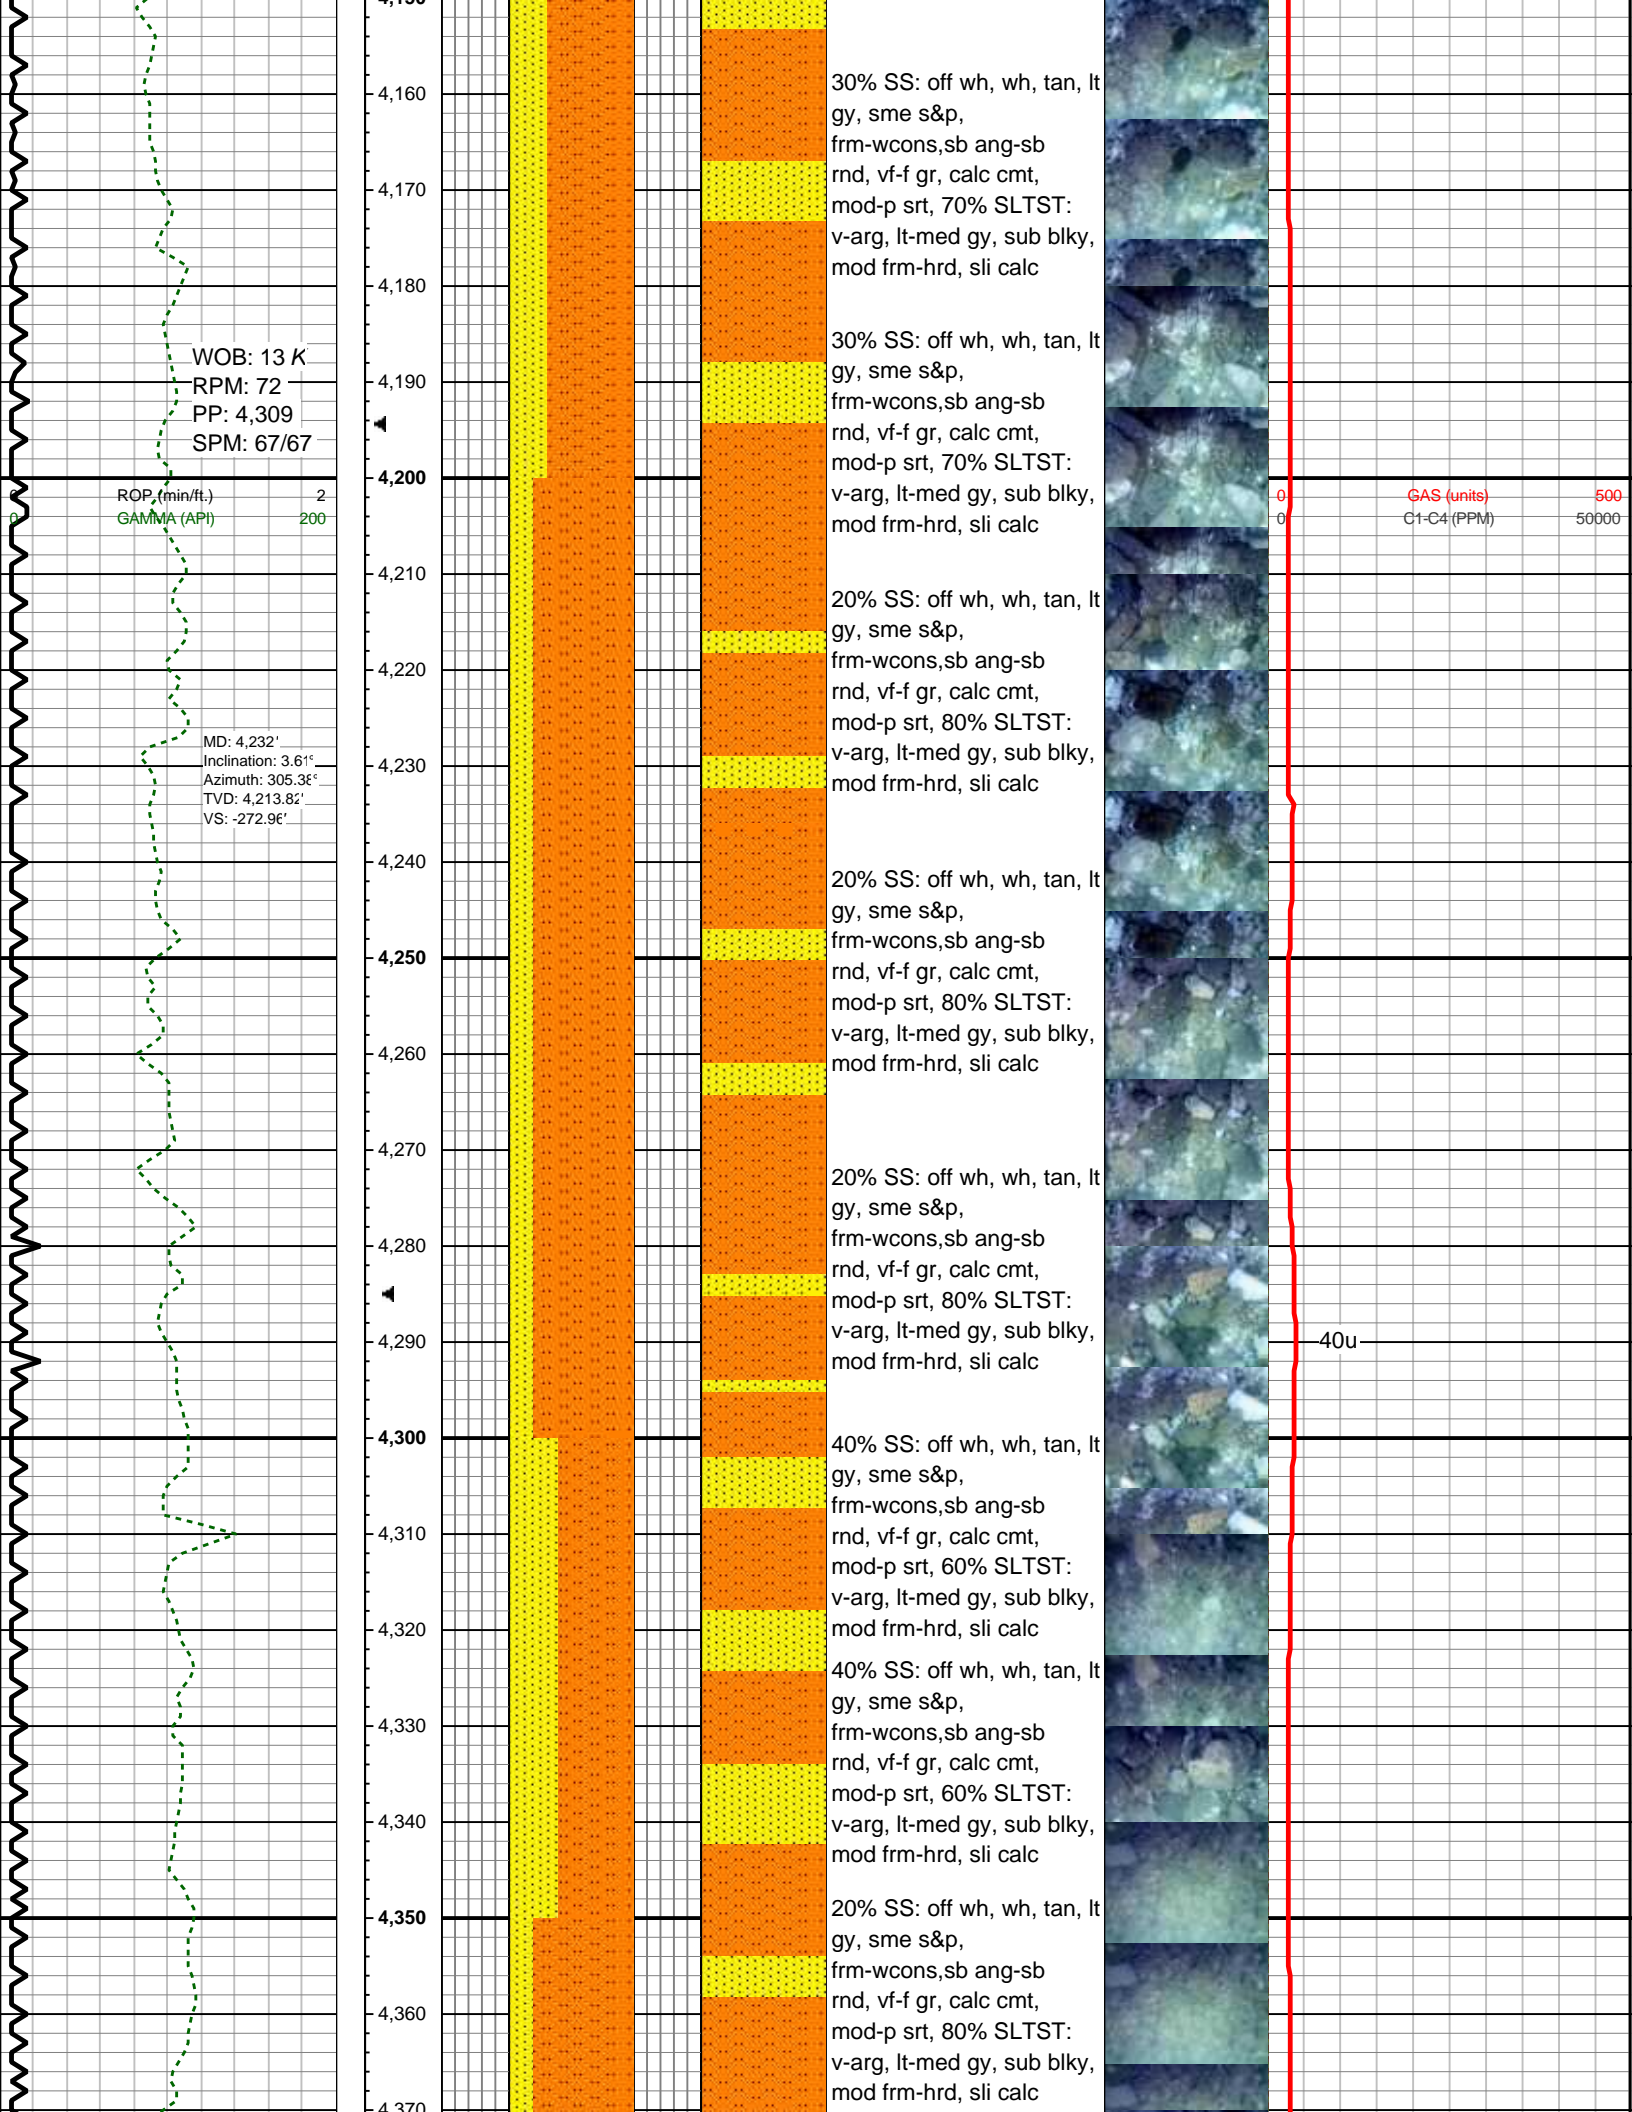 4,160
4,170
4,180
4,190
4,200
4,210
4,220
4,230
4,240
4,250
4,260
4,270
4,280
4,290
4,300
4,310
4,320
4,330
4,340
4,350
4,360
4,370
WOB: 13 K
RPM: 72
PP: 4,309
SPM: 67/67
0 ROP (min/ft.) 2
0 GAMMA (API) 200
MD: 4,232'
Inclination: 3.61°
Azimuth: 305.38°
TVD: 4,213.82'
VS: -272.96'
30% SS: off wh, wh, tan, lt
gy, sme s&p,
frm-wcons,sb ang-sb
rnd, vf-f gr, calc cmt,
mod-p srt, 70% SLTST:
v-arg, lt-med gy, sub blky,
mod frm-hrd, sli calc
30% SS: off wh, wh, tan, lt
gy, sme s&p,
frm-wcons,sb ang-sb
rnd, vf-f gr, calc cmt,
mod-p srt, 70% SLTST:
v-arg, lt-med gy, sub blky,
mod frm-hrd, sli calc
20% SS: off wh, wh, tan, lt
gy, sme s&p,
frm-wcons,sb ang-sb
rnd, vf-f gr, calc cmt,
mod-p srt, 80% SLTST:
v-arg, lt-med gy, sub blky,
mod frm-hrd, sli calc
20% SS: off wh, wh, tan, lt
gy, sme s&p,
frm-wcons,sb ang-sb
rnd, vf-f gr, calc cmt,
mod-p srt, 80% SLTST:
v-arg, lt-med gy, sub blky,
mod frm-hrd, sli calc
20% SS: off wh, wh, tan, lt
gy, sme s&p,
frm-wcons,sb ang-sb
rnd, vf-f gr, calc cmt,
mod-p srt, 80% SLTST:
v-arg, lt-med gy, sub blky,
mod frm-hrd, sli calc
40% SS: off wh, wh, tan, lt
gy, sme s&p,
frm-wcons,sb ang-sb
rnd, vf-f gr, calc cmt,
mod-p srt, 60% SLTST:
v-arg, lt-med gy, sub blky,
mod frm-hrd, sli calc
40% SS: off wh, wh, tan, lt
gy, sme s&p,
frm-wcons,sb ang-sb
rnd, vf-f gr, calc cmt,
mod-p srt, 60% SLTST:
v-arg, lt-med gy, sub blky,
mod frm-hrd, sli calc
20% SS: off wh, wh, tan, lt
gy, sme s&p,
frm-wcons,sb ang-sb
rnd, vf-f gr, calc cmt,
mod-p srt, 80% SLTST:
v-arg, lt-med gy, sub blky,
mod frm-hrd, sli calc
0 GAS (units) 500
0 C1-C4 (PPM) 50000
40u